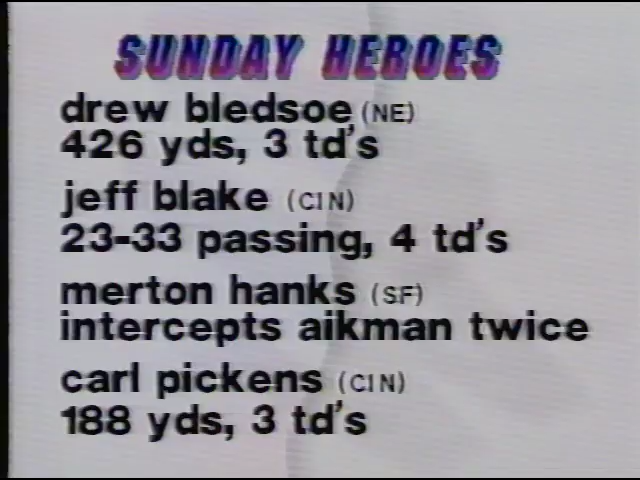 SUNDAY HEROES
drew bledsoe (NE)
426 yds, 3 td's
jeff blake (CIN)
23-33 passing, 4 td's
merton hanks (SF)
intercepts aikman twice
carl pickens (CIN)
188 yds, 3 td's